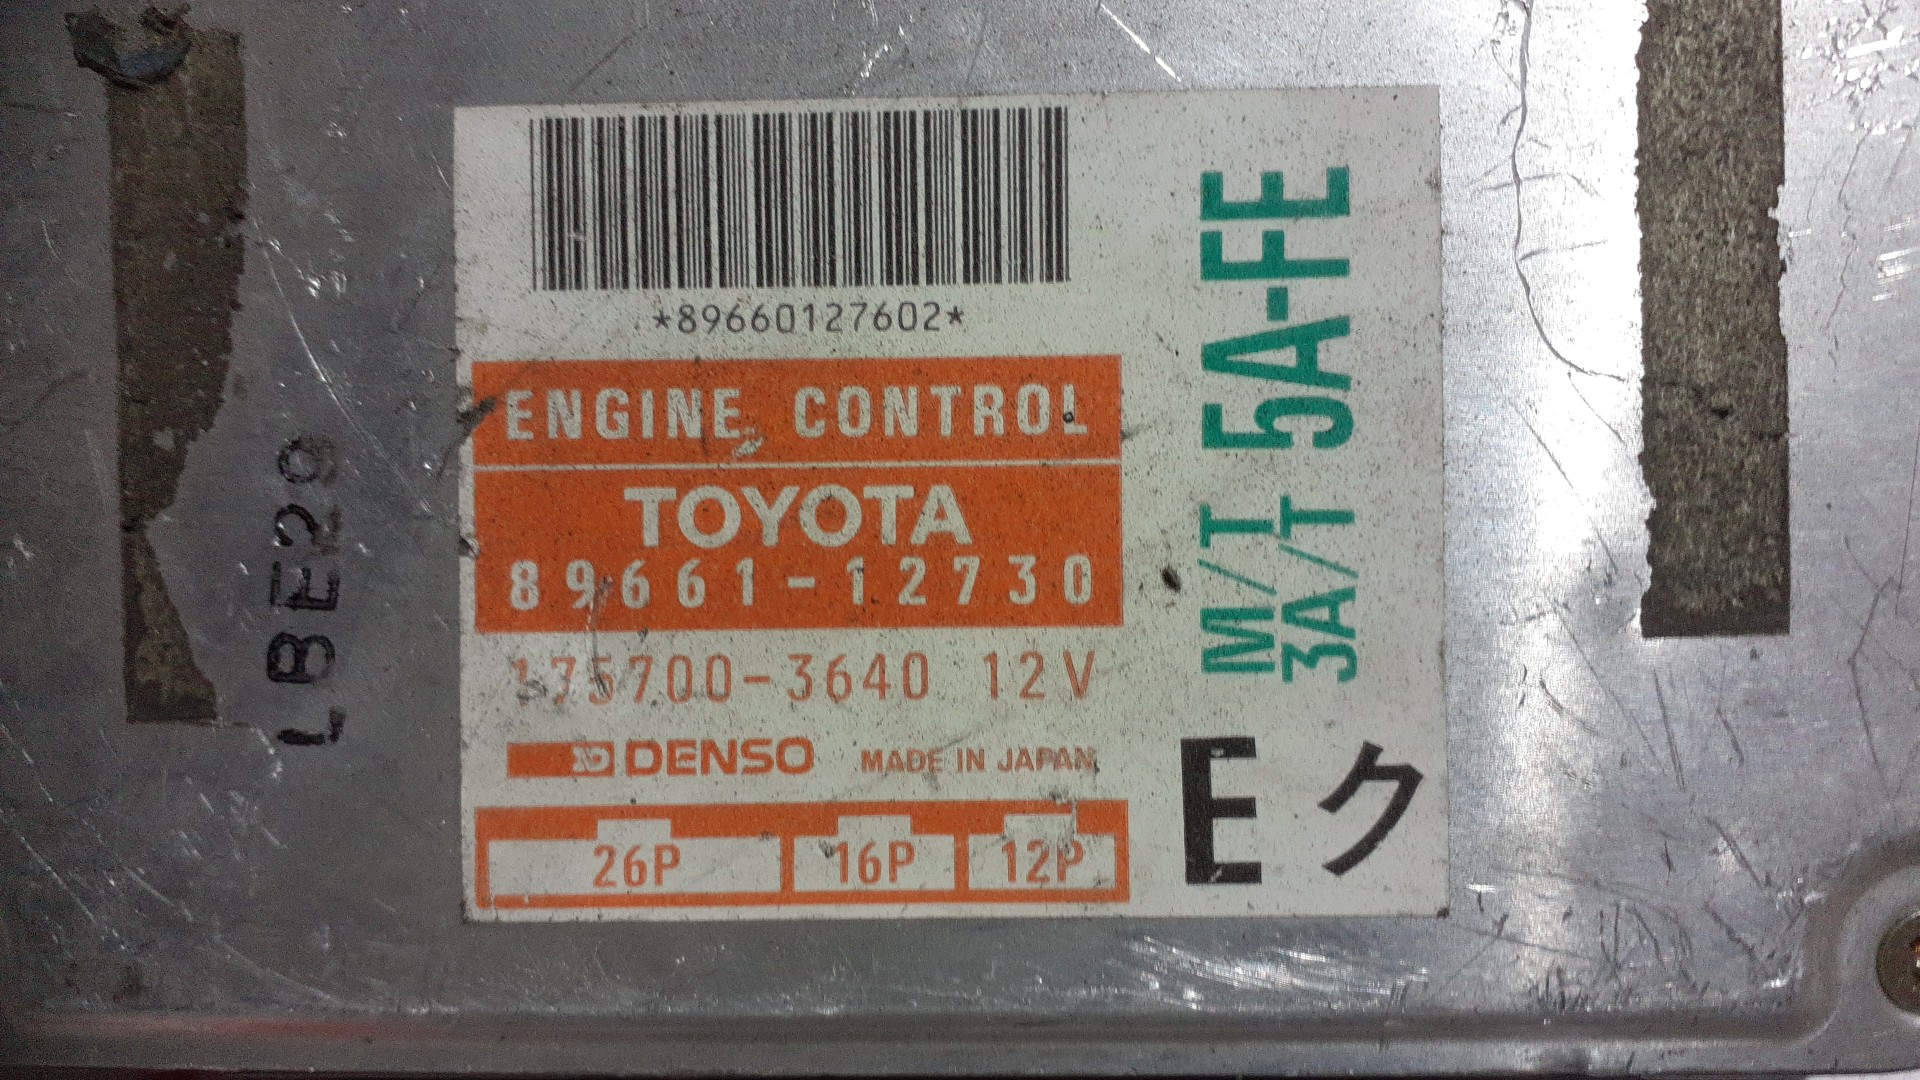 *89660127602*
ENGINE CONTROL
TOYOTA
89661-12730
175700-3640 12V
ND DENSO MADE IN JAPAN
26P 16P 12P
M/T 5A-FE
3A/T
E ク
LBE29